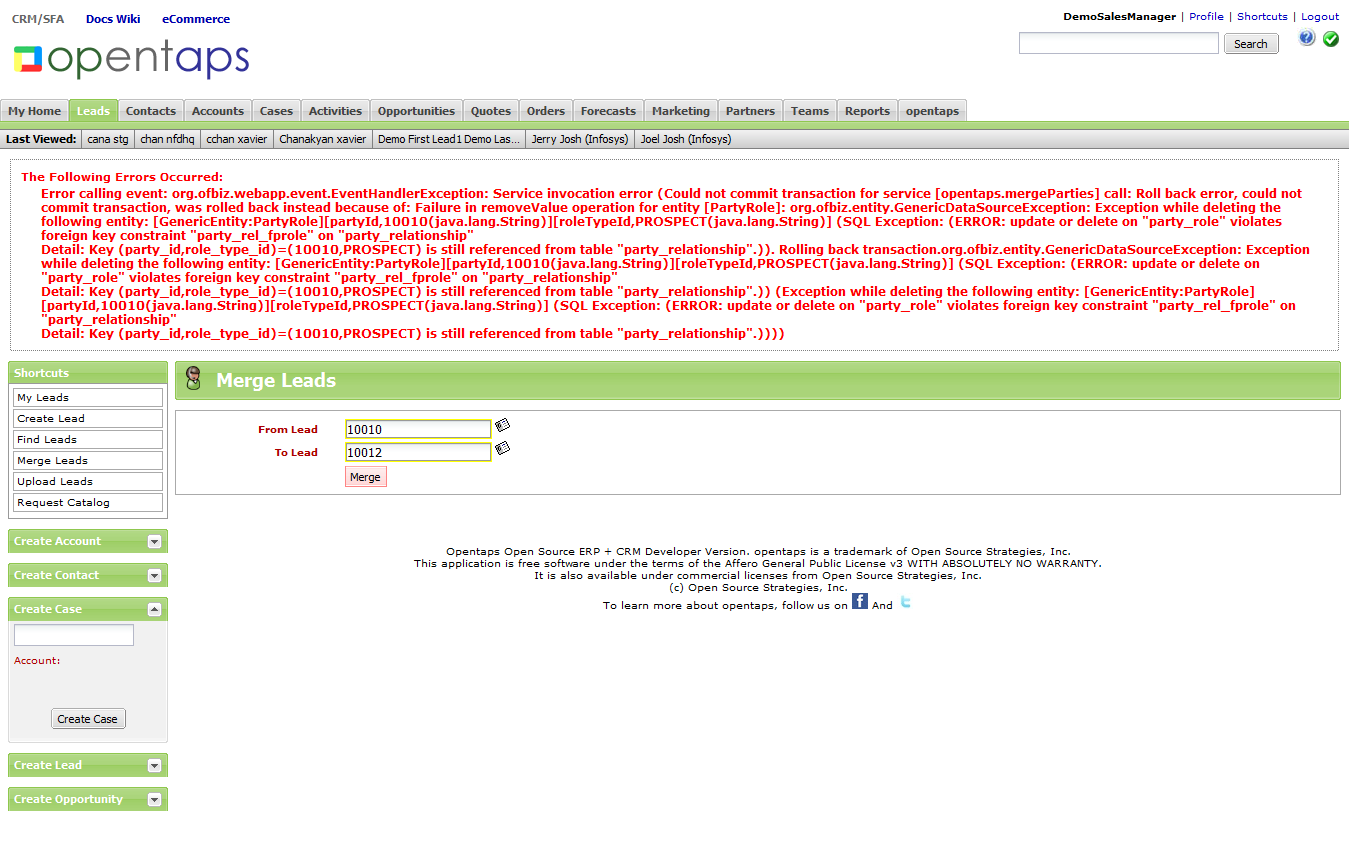 CRM/SFA Docs Wiki eCommerce
DemoSalesManager | Profile | Shortcuts | Logout
opentaps
Search
My Home Leads Contacts Accounts Cases Activities Opportunities Quotes Orders Forecasts Marketing Partners Teams Reports opentaps
Last Viewed: cana stg chan nfdhq cchan xavier Chanakyan xavier Demo First Lead1 Demo Las... Jerry Josh (Infosys) Joel Josh (Infosys)
The Following Errors Occurred:
Error calling event: org.ofbiz.webapp.event.EventHandlerException: Service invocation error (Could not commit transaction for service [opentaps.mergeParties] call: Roll back error, could not
commit transaction, was rolled back instead because of: Failure in removeValue operation for entity [PartyRole]: org.ofbiz.entity.GenericDataSourceException: Exception while deleting the
following entity: [GenericEntity:PartyRole][partyId,10010(java.lang.String)][roleTypeId,PROSPECT(java.lang.String)] (SQL Exception: (ERROR: update or delete on "party_role" violates
foreign key constraint "party_rel_fprole" on "party_relationship"
Detail: Key (party_id,role_type_id)=(10010,PROSPECT) is still referenced from table "party_relationship".)). Rolling back transaction.org.ofbiz.entity.GenericDataSourceException: Exception
while deleting the following entity: [GenericEntity:PartyRole][partyId,10010(java.lang.String)][roleTypeId,PROSPECT(java.lang.String)] (SQL Exception: (ERROR: update or delete on
"party_role" violates foreign key constraint "party_rel_fprole" on "party_relationship"
Detail: Key (party_id,role_type_id)=(10010,PROSPECT) is still referenced from table "party_relationship".)) (Exception while deleting the following entity: [GenericEntity:PartyRole]
[partyId,10010(java.lang.String)][roleTypeId,PROSPECT(java.lang.String)] (SQL Exception: (ERROR: update or delete on "party_role" violates foreign key constraint "party_rel_fprole" on
"party_relationship"
Detail: Key (party_id,role_type_id)=(10010,PROSPECT) is still referenced from table "party_relationship".))))
Shortcuts
My Leads
Create Lead
Find Leads
Merge Leads
Upload Leads
Request Catalog
Create Account
Create Contact
Create Case
Account:
Create Case
Create Lead
Create Opportunity
Merge Leads
From Lead 10010
To Lead 10012
Merge
Opentaps Open Source ERP + CRM Developer Version. opentaps is a trademark of Open Source Strategies, Inc.
This application is free software under the terms of the Affero General Public License v3 WITH ABSOLUTELY NO WARRANTY.
It is also available under commercial licenses from Open Source Strategies, Inc.
(c) Open Source Strategies, Inc.
To learn more about opentaps, follow us on f And t